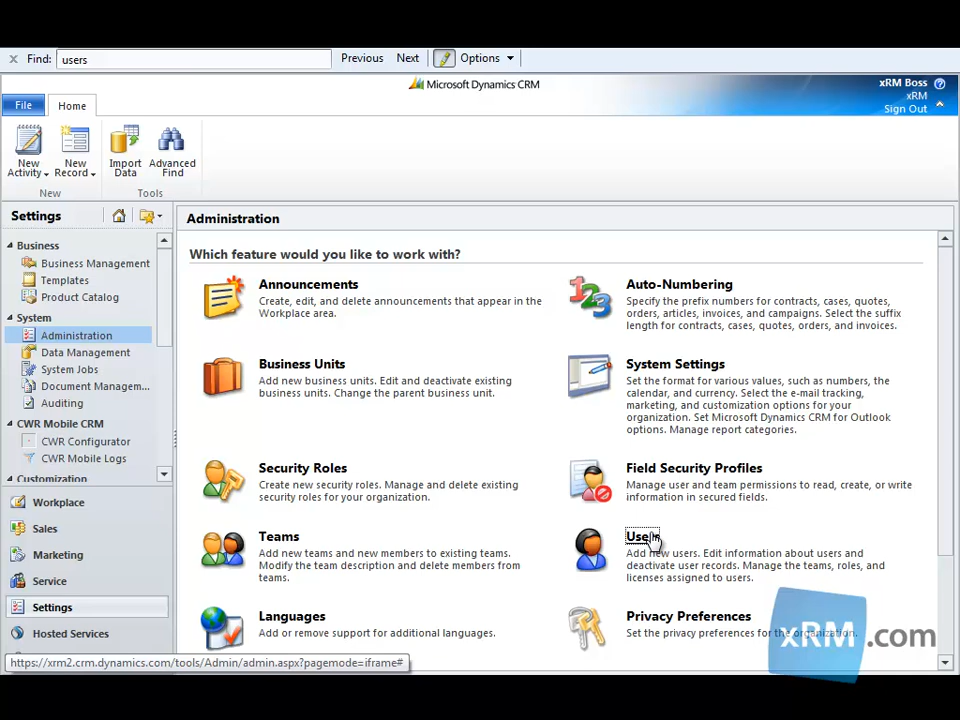 Find: users Previous Next Options
Microsoft Dynamics CRM
xRM Boss
xRM
Sign Out
File Home
New Activity
New Record
Import Data
Advanced Find
New
Tools
Settings
Business
Business Management
Templates
Product Catalog
System
Administration
Data Management
System Jobs
Document Managem...
Auditing
CWR Mobile CRM
CWR Configurator
CWR Mobile Logs
Customization
Workplace
Sales
Marketing
Service
Settings
Hosted Services
Administration
Which feature would you like to work with?
Announcements
Create, edit, and delete announcements that appear in the
Workplace area.
Auto-Numbering
Specify the prefix numbers for contracts, cases, quotes,
orders, articles, invoices, and campaigns. Select the suffix
length for contracts, cases, quotes, orders, and invoices.
Business Units
Add new business units. Edit and deactivate existing
business units. Change the parent business unit.
System Settings
Set the format for various values, such as numbers, the
calendar, and currency. Select the e-mail tracking,
marketing, and customization options for your
organization. Set Microsoft Dynamics CRM for Outlook
options. Manage report categories.
Security Roles
Create new security roles. Manage and delete existing
security roles for your organization.
Field Security Profiles
Manage user and team permissions to read, create, or write
information in secured fields.
Teams
Add new teams and new members to existing teams.
Modify the team description and delete members from
teams.
Users
Add new users. Edit information about users and
deactivate user records. Manage the teams, roles, and
licenses assigned to users.
Languages
Add or remove support for additional languages.
Privacy Preferences
Set the privacy preferences for the organization.
xRM.com
https://xrm2.crm.dynamics.com/tools/Admin/admin.aspx?pagemode=iframe#